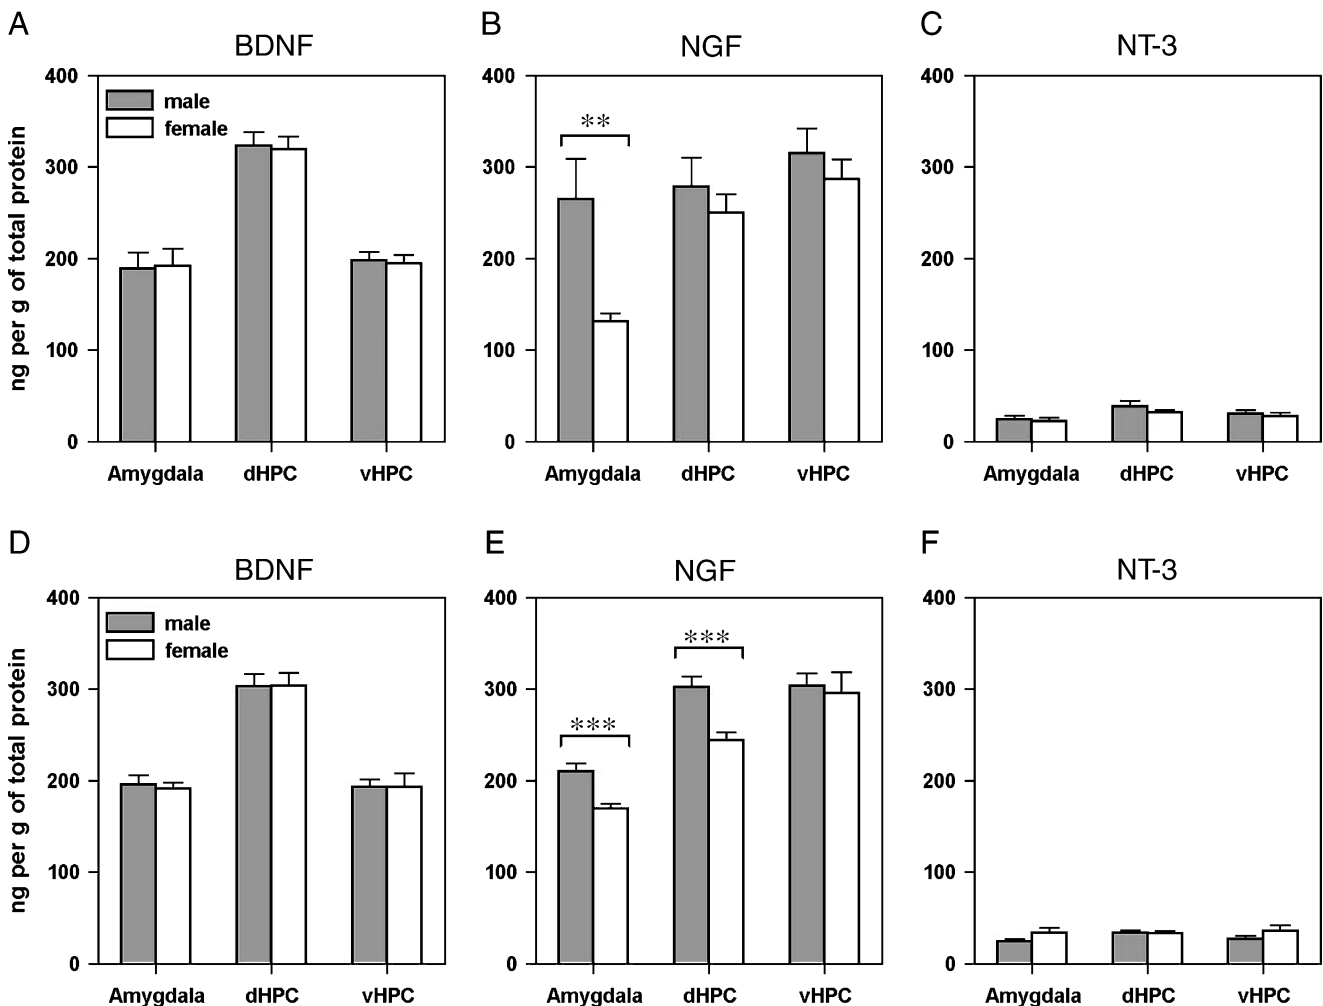 A
BDNF
B
NGF
C
NT-3
400
300
200
100
0
ng per g of total protein
male
female
Amygdala
dHPC
vHPC
400
300
200
100
0
**
Amygdala
dHPC
vHPC
400
300
200
100
0
Amygdala
dHPC
vHPC
D
BDNF
E
NGF
F
NT-3
400
300
200
100
0
ng per g of total protein
male
female
Amygdala
dHPC
vHPC
400
300
200
100
0
***
***
Amygdala
dHPC
vHPC
400
300
200
100
0
Amygdala
dHPC
vHPC